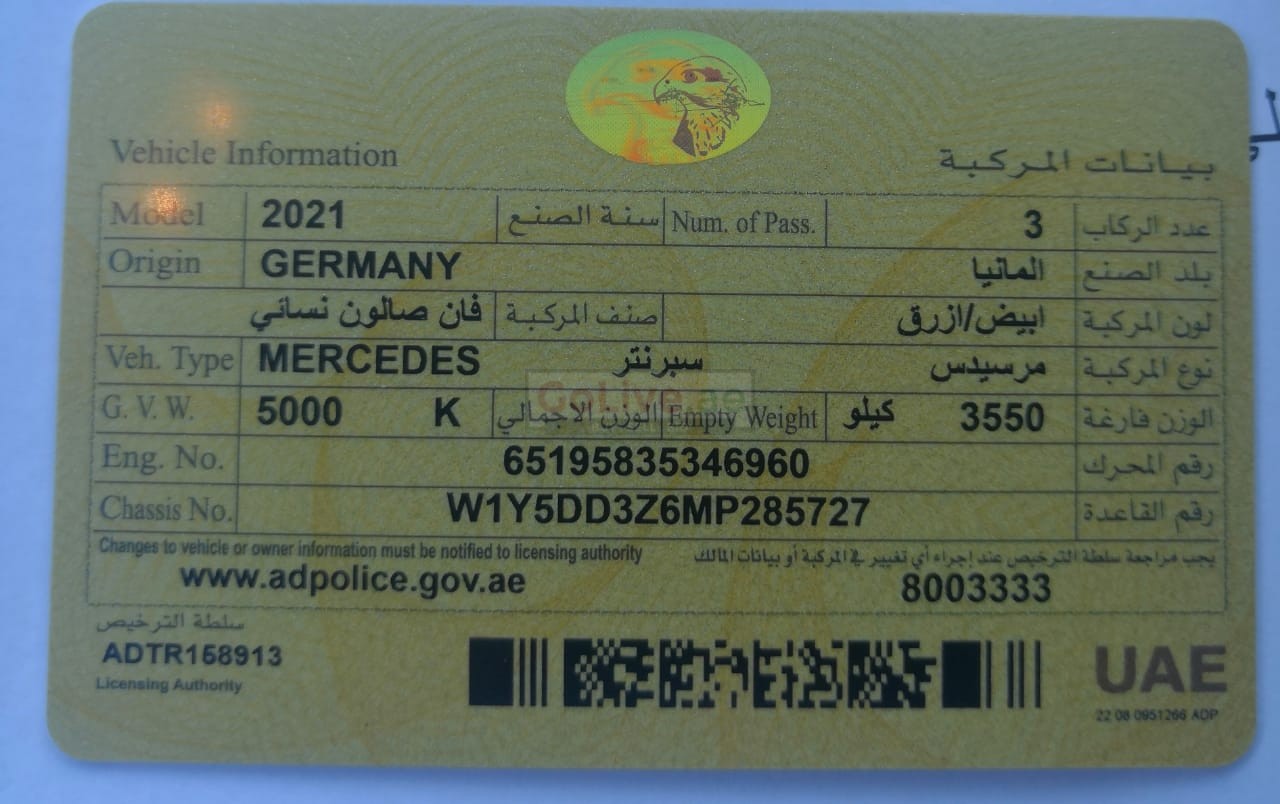 Vehicle Information بيانات المركبة
Model 2021 سنة الصنع Num. of Pass. 3 عدد الركاب
Origin GERMANY المانيا بلد الصنع
فان صالون نسائي صنف المركبة ابيض/ازرق لون المركبة
Veh. Type MERCEDES سبرنتر مرسيدس نوع المركبة
GoLive.ae
G. V. W. 5000 K الوزن الاجمالي Empty Weight كيلو 3550 الوزن فارغة
Eng. No. 65195835346960 رقم المحرك
Chassis No. W1Y5DD3Z6MP285727 رقم القاعدة
Changes to vehicle or owner information must be notified to licensing authority يجب مراجعة سلطة الترخيص عند إجراء أي تغيير في المركبة أو بيانات المالك
www.adpolice.gov.ae 8003333
سلطة الترخيص
ADTR158913 UAE
Licensing Authority
22 08 0951266 ADP